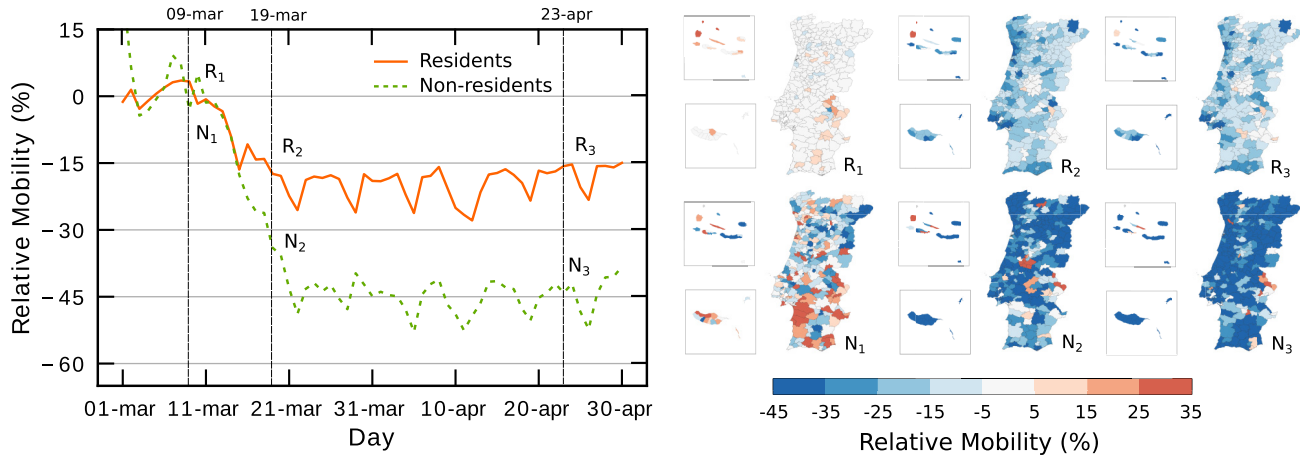 09-mar 19-mar 23-apr
15
0
−15
−30
−45
−60
Relative Mobility (%)
Residents
Non-residents
R1
N1
R2
N2
R3
N3
01-mar 11-mar 21-mar 31-mar 10-apr 20-apr 30-apr
Day
R1 R2 R3
N1 N2 N3
-45 -35 -25 -15 -5 5 15 25 35
Relative Mobility (%)